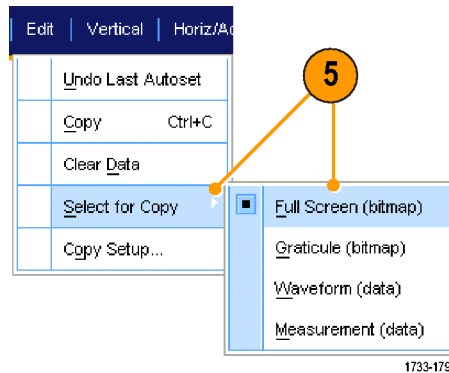 Edit Vertical Horiz/Ac
Undo Last Autoset
5
Copy Ctrl+C
Clear Data
Select for Copy
Full Screen (bitmap)
Copy Setup...
Graticule (bitmap)
Waveform (data)
Measurement (data)
1733-179